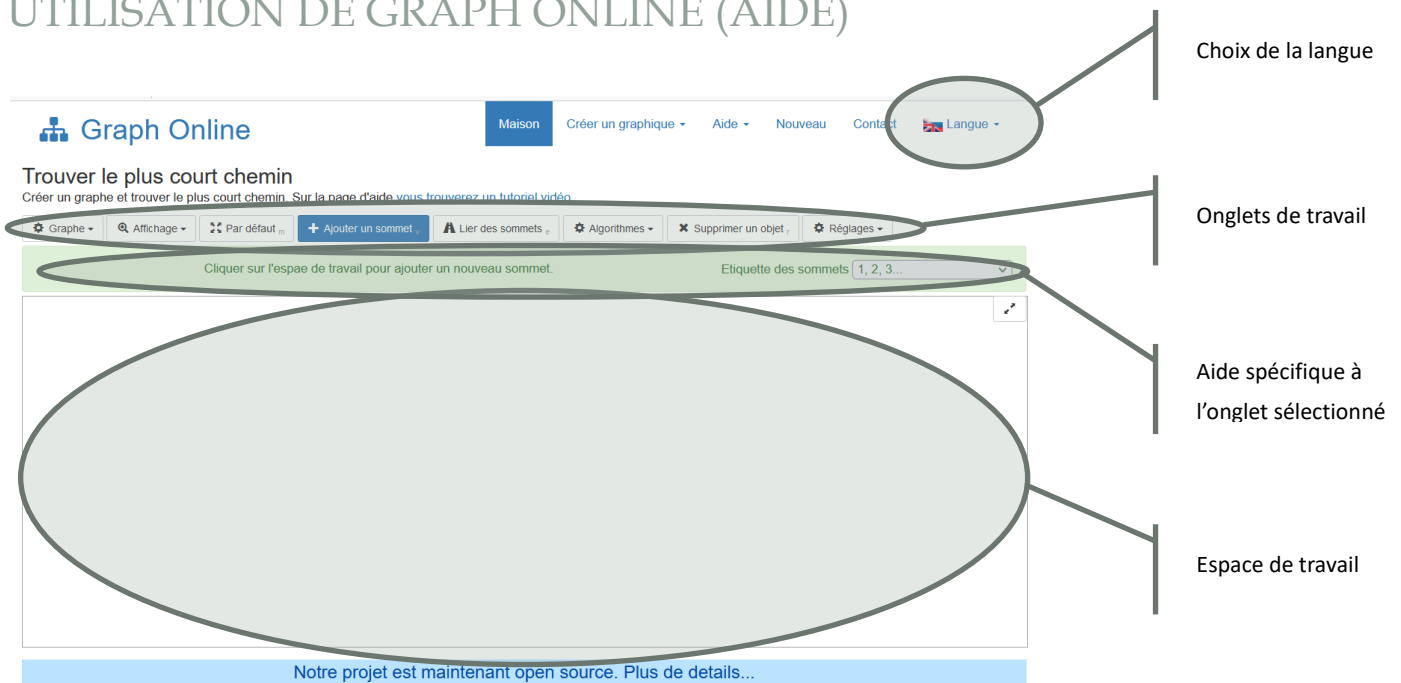 UTILISATION DE GRAPH ONLINE (AIDE)
Choix de la langue
Graph Online
Maison Créer un graphique Aide Nouveau Contact Langue
Trouver le plus court chemin
Créer un graphe et trouver le plus court chemin. Sur la page d'aide vous trouverez un tutoriel vidéo.
Onglets de travail
Graphe Affichage Par défaut m + Ajouter un sommet v Lier des sommets e Algorithmes Supprimer un objet r Réglages
Cliquer sur l'espae de travail pour ajouter un nouveau sommet. Etiquette des sommets 1, 2, 3...
Aide spécifique à
l'onglet sélectionné
Espace de travail
Notre projet est maintenant open source. Plus de details...